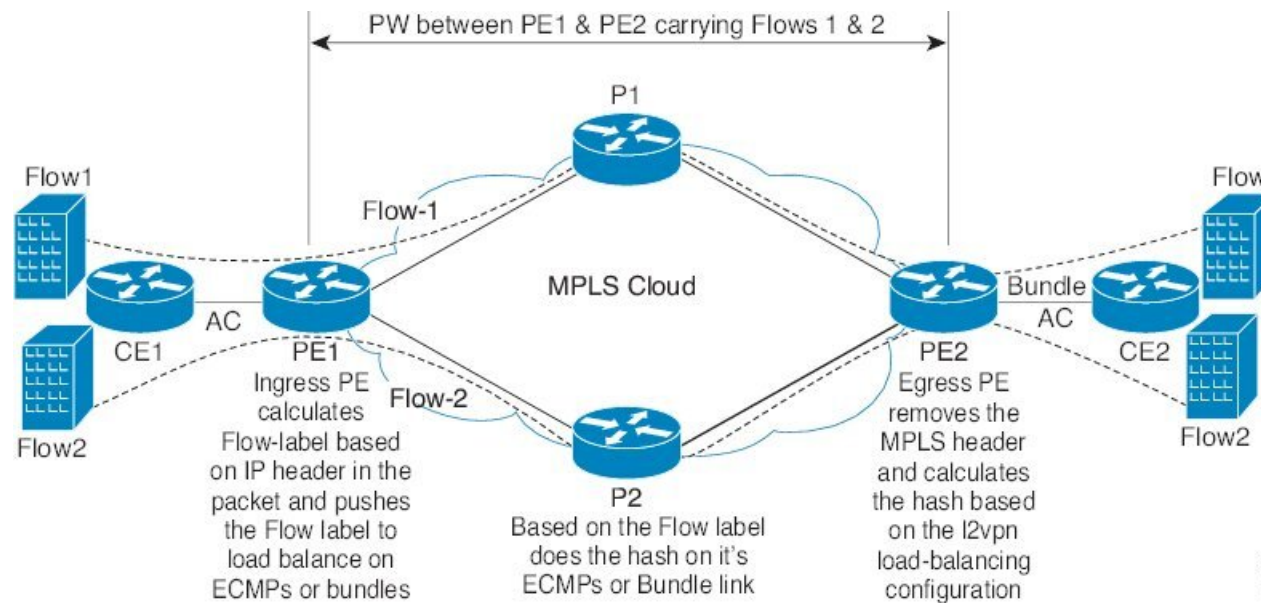 PW between PE1 & PE2 carrying Flows 1 & 2
P1
Flow1
Flow-1
Flow
MPLS Cloud
Bundle
AC
AC
CE1
PE1
PE2
CE2
Flow-2
Flow2
Flow2
Ingress PE
calculates
Flow-label based
on IP header in the
packet and pushes
the Flow label to
load balance on
ECMPs or bundles
P2
Based on the Flow label
does the hash on it's
ECMPs or Bundle link
Egress PE
removes the
MPLS header
and calculates
the hash based
on the l2vpn
load-balancing
configuration